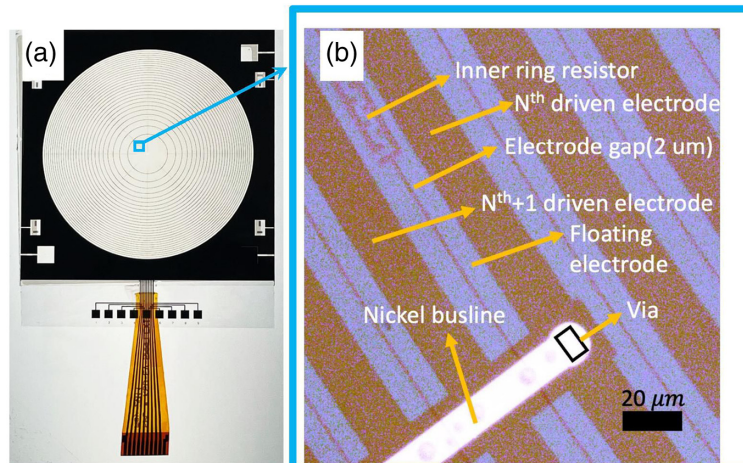 (a)
(b)
Inner ring resistor
Nth driven electrode
Electrode gap(2 um)
Nth+1 driven electrode
Floating
electrode
Nickel busline
Via
20 μm